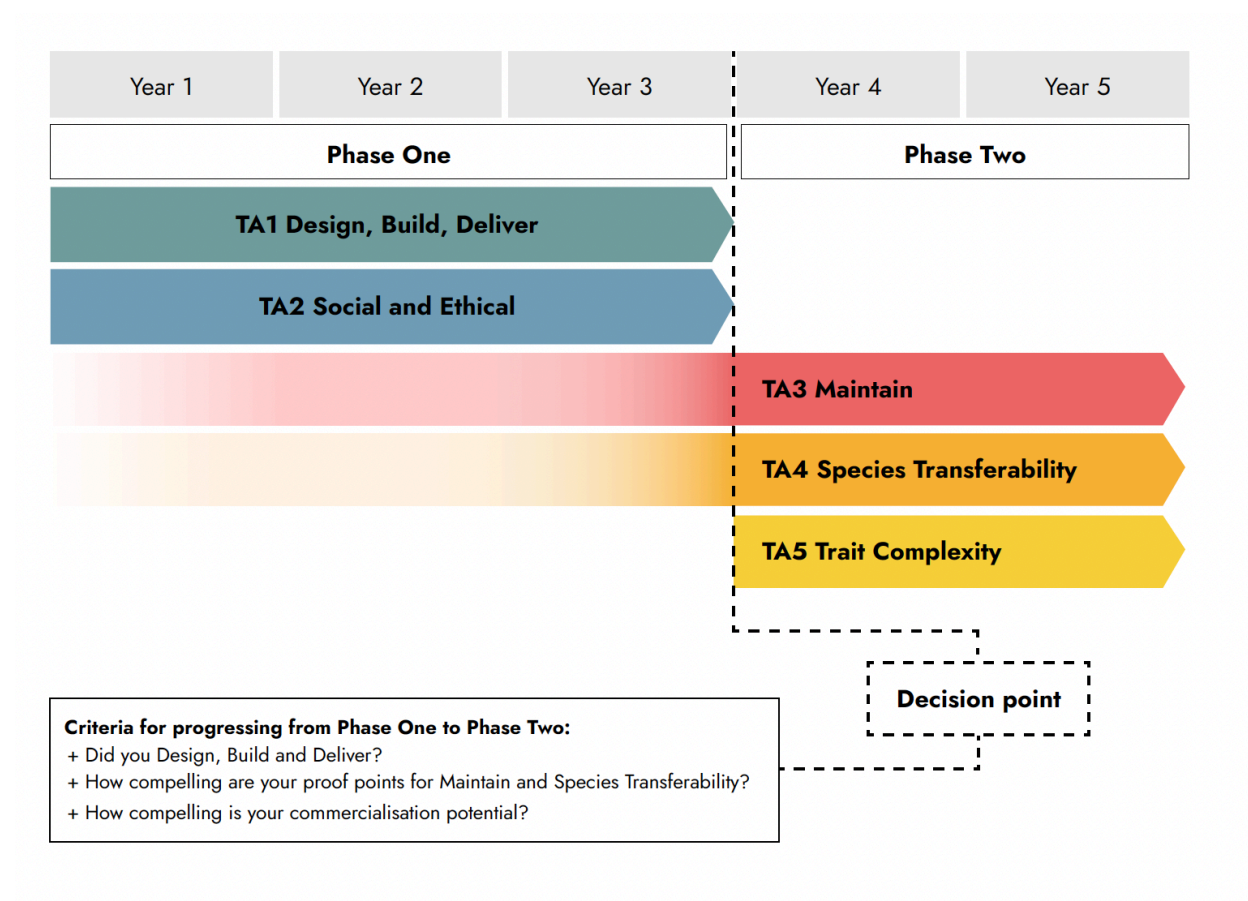 Year 1
Year 2
Year 3
Year 4
Year 5
Phase One
Phase Two
TA1 Design, Build, Deliver
TA2 Social and Ethical
TA3 Maintain
TA4 Species Transferability
TA5 Trait Complexity
Decision point
Criteria for progressing from Phase One to Phase Two:
+ Did you Design, Build and Deliver?
+ How compelling are your proof points for Maintain and Species Transferability?
+ How compelling is your commercialisation potential?